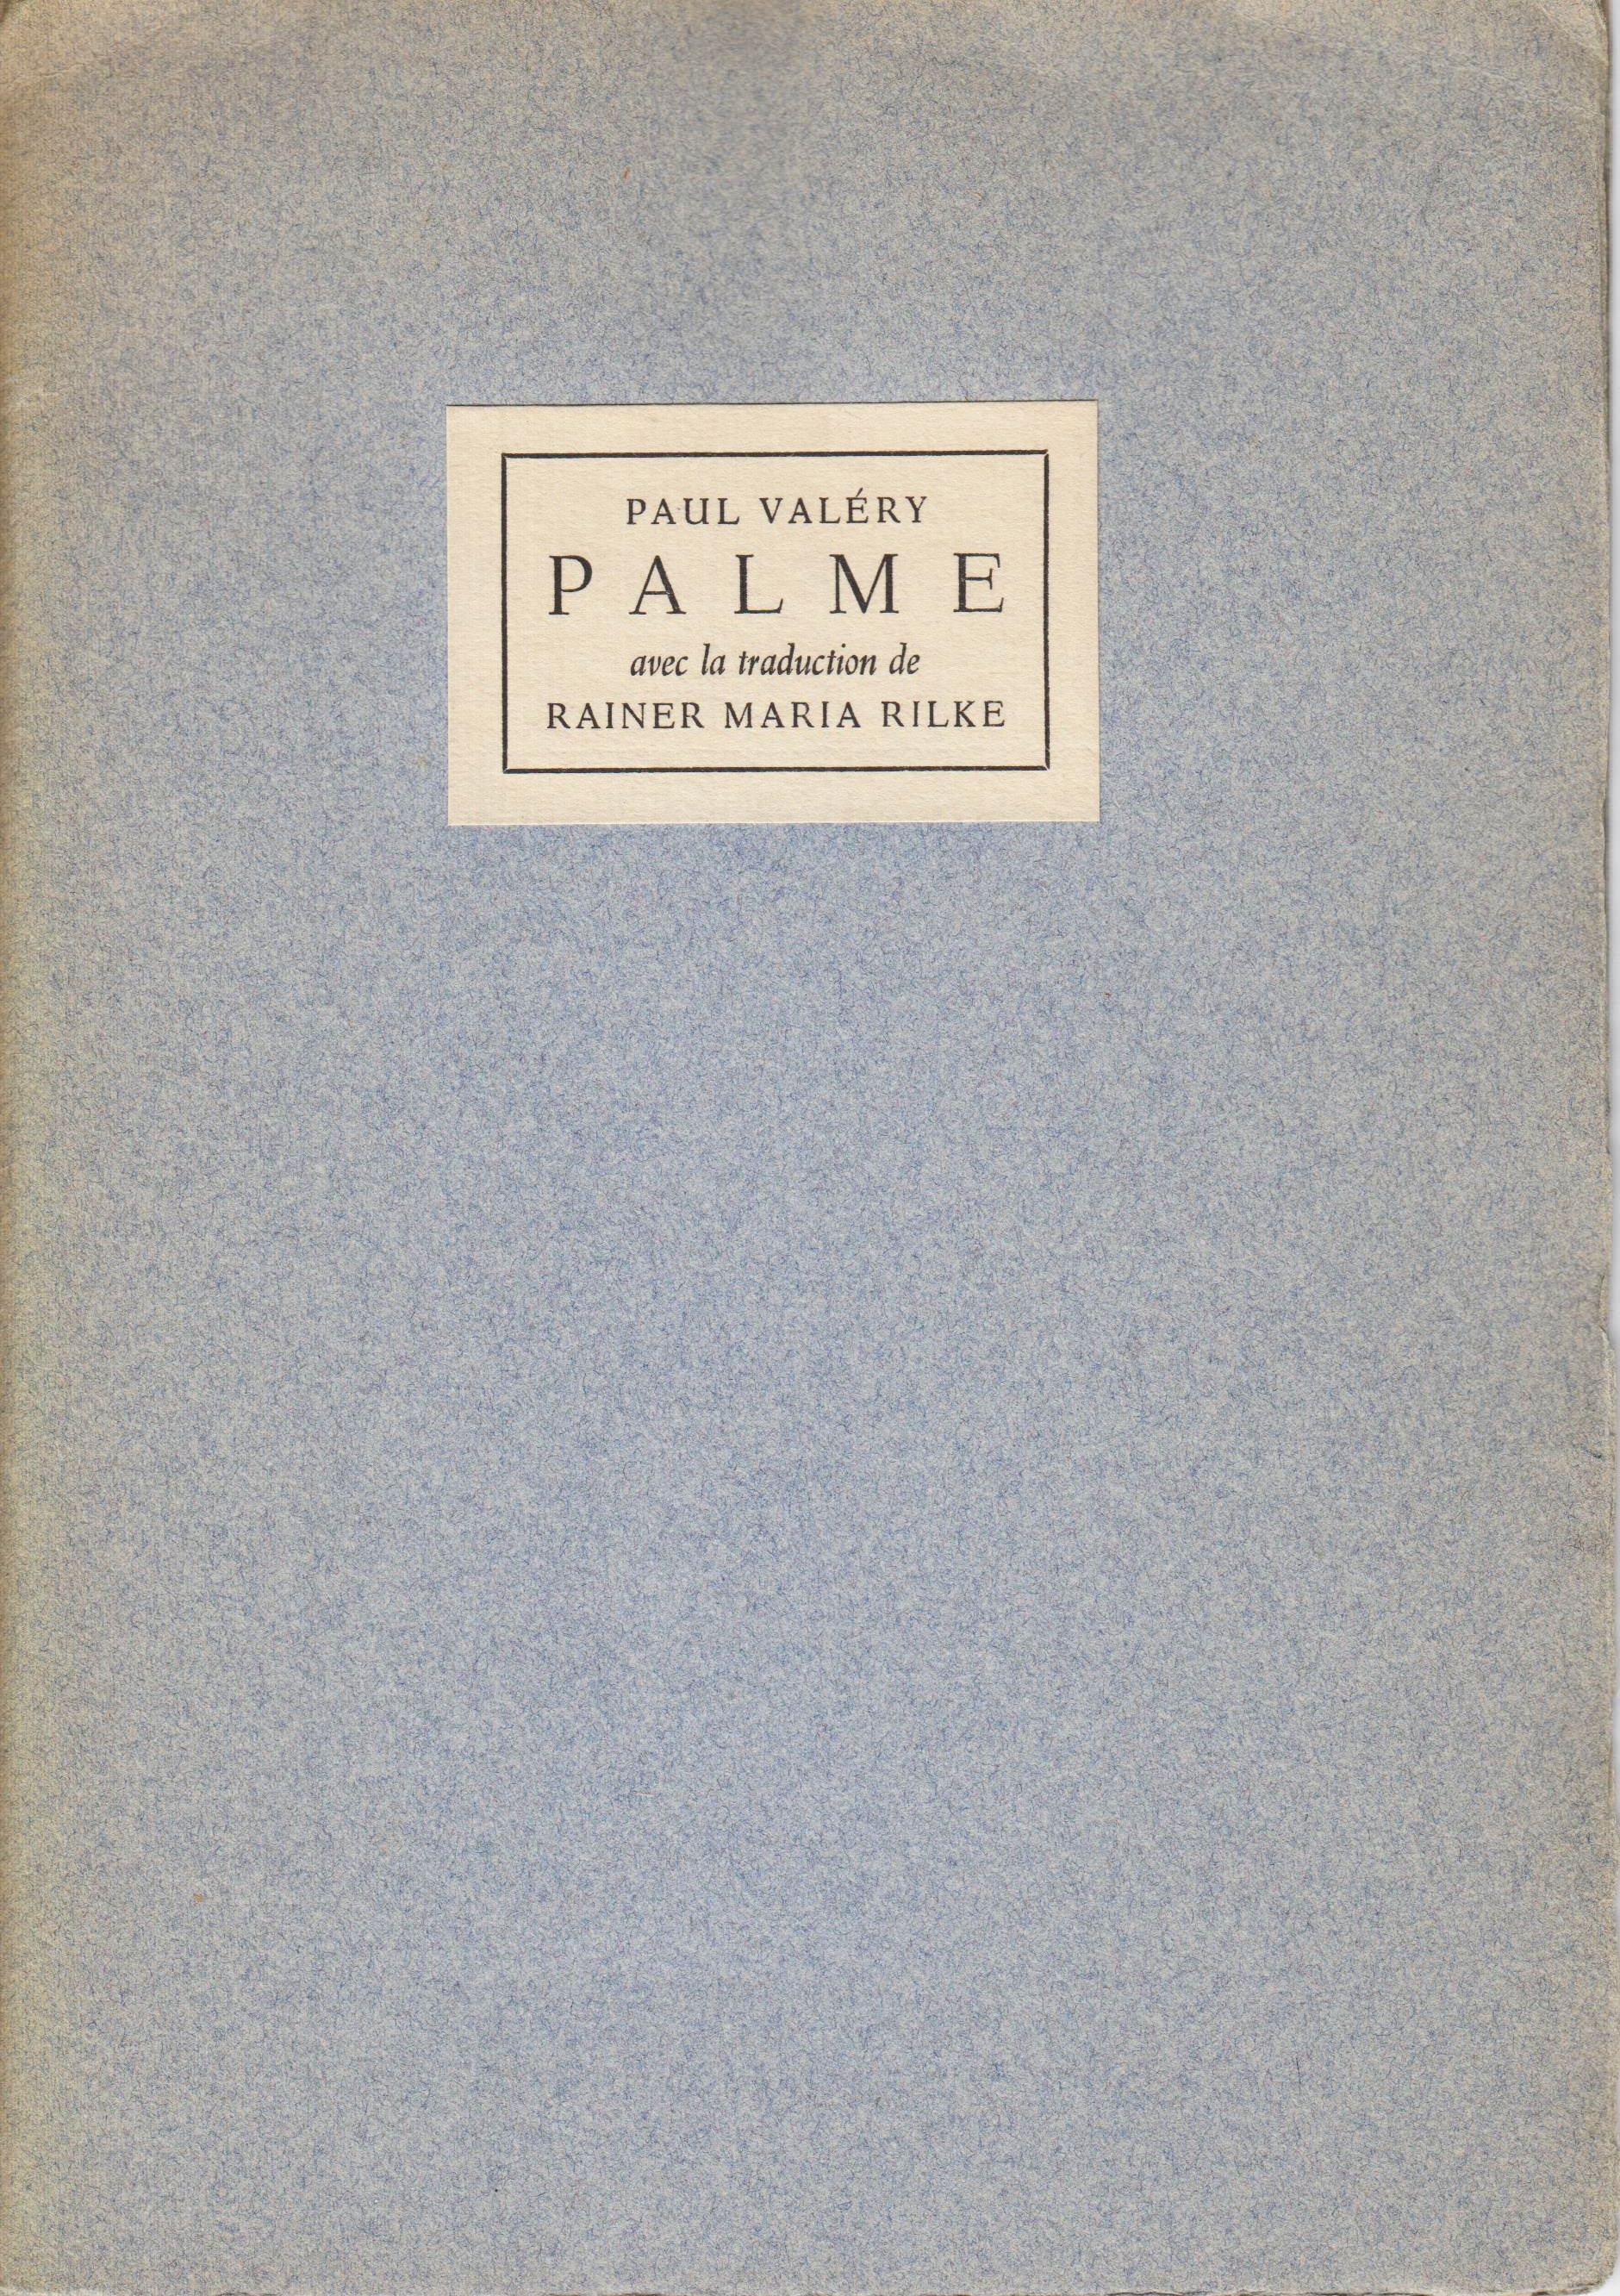 PAUL VALÉRY
PALME
avec la traduction de
RAINER MARIA RILKE